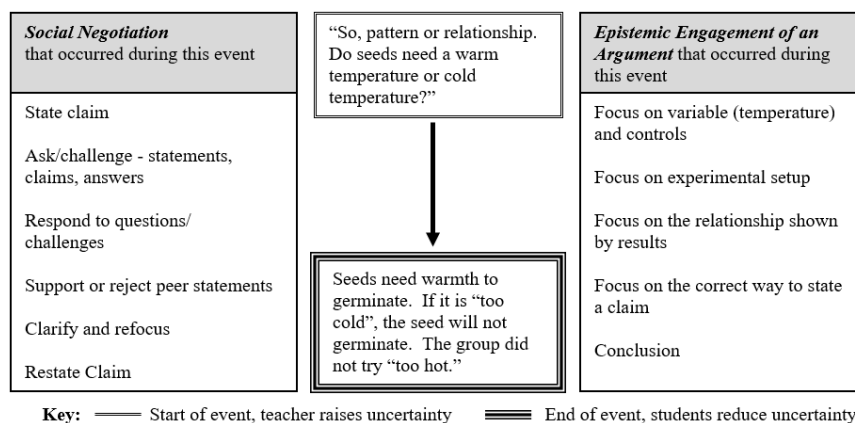 Social Negotiation
that occurred during this event
State claim
Ask/challenge - statements,
claims, answers
Respond to questions/
challenges
Support or reject peer statements
Clarify and refocus
Restate Claim
“So, pattern or relationship.
Do seeds need a warm
temperature or cold
temperature?”
Seeds need warmth to
germinate. If it is “too
cold”, the seed will not
germinate. The group did
not try “too hot.”
Epistemic Engagement of an
Argument that occurred during
this event
Focus on variable (temperature)
and controls
Focus on experimental setup
Focus on the relationship shown
by results
Focus on the correct way to state
a claim
Conclusion
Key: Start of event, teacher raises uncertainty End of event, students reduce uncertainty